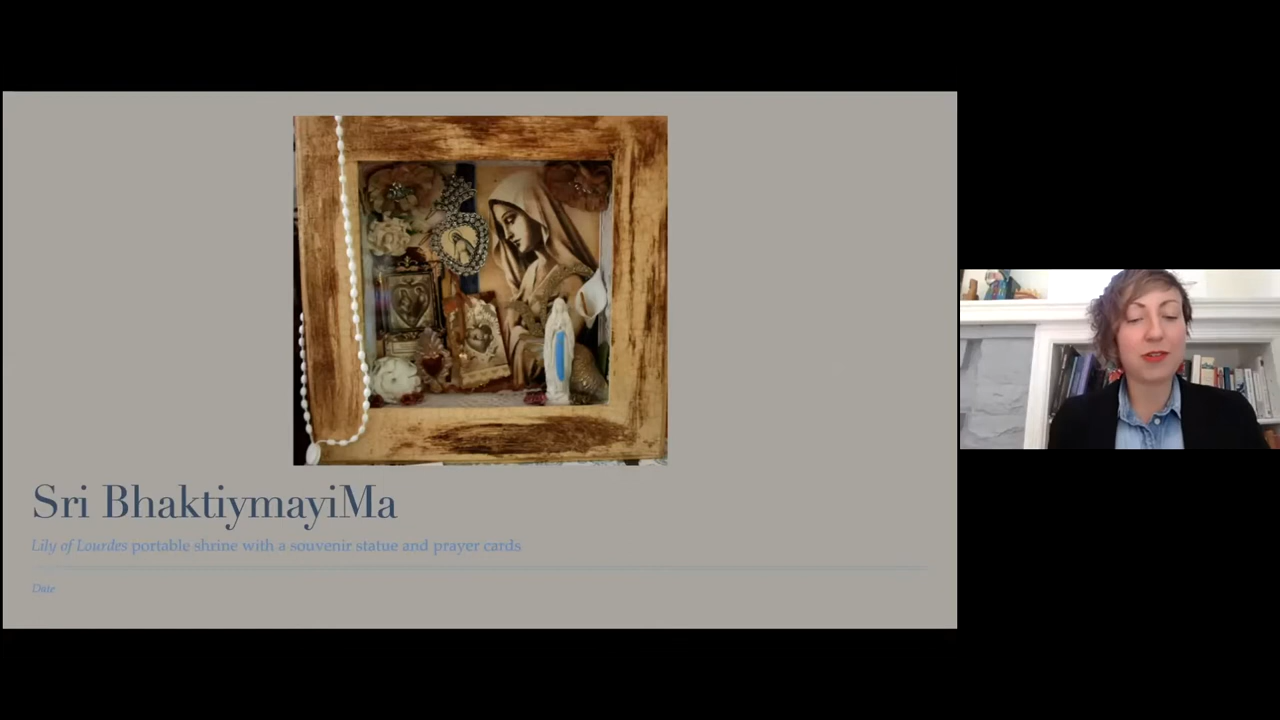 Sri BhaktiymayiMa
Lily of Lourdes portable shrine with a souvenir statue and prayer cards
Date